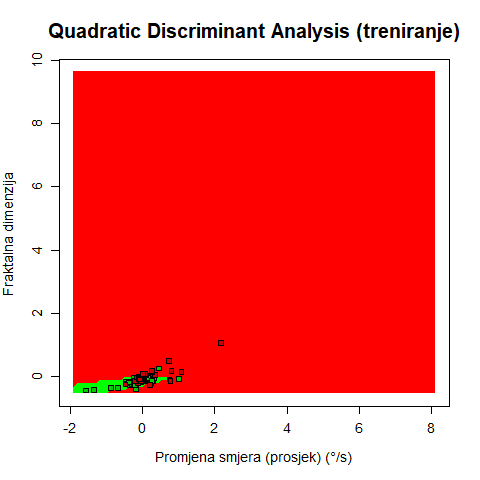 Quadratic Discriminant Analysis (treniranje)
Fraktalna dimenzija
10
8
6
4
2
0
-2 0 2 4 6 8
Promjena smjera (prosjek) (°/s)